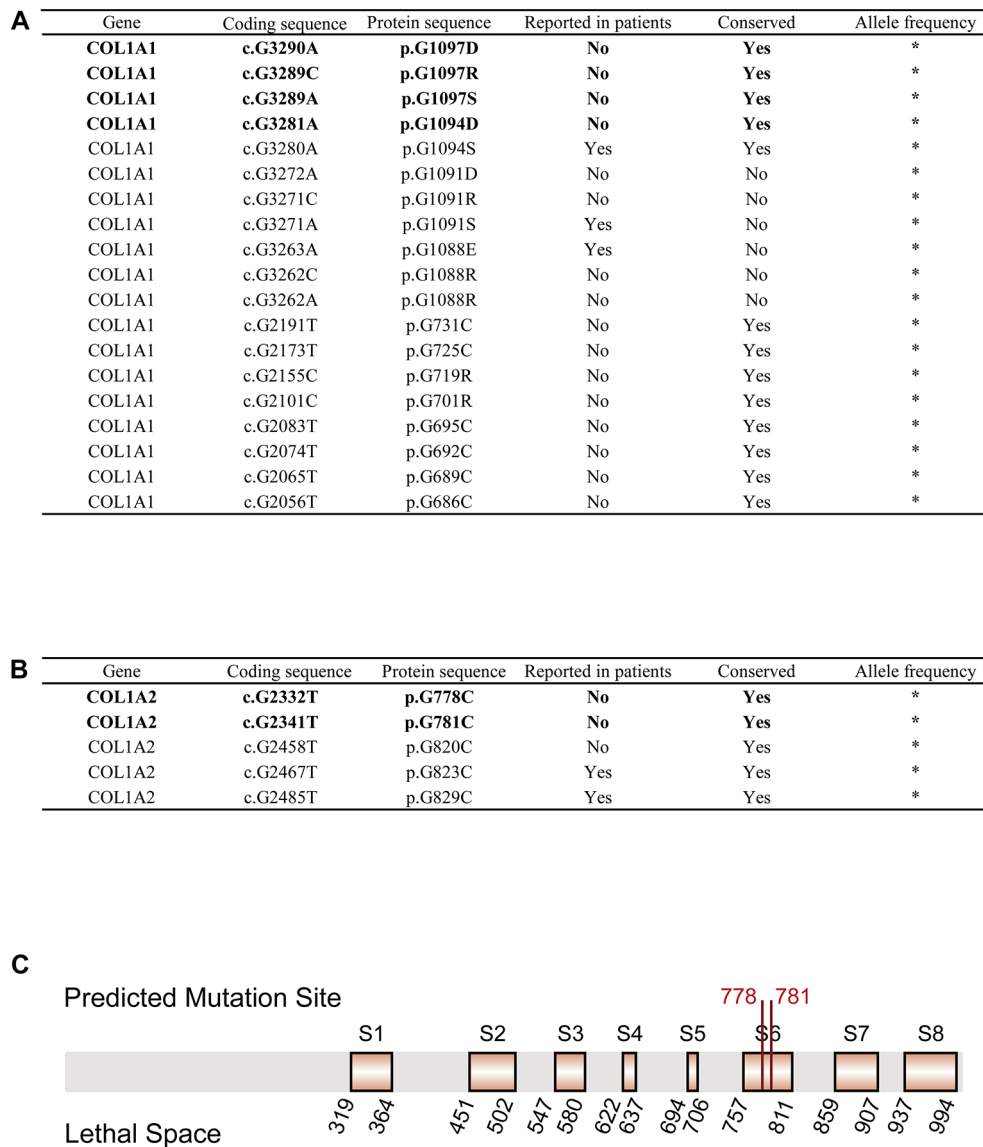 A
Gene Coding sequence Protein sequence Reported in patients Conserved Allele frequency
COL1A1 c.G3290A p.G1097D No Yes *
COL1A1 c.G3289C p.G1097R No Yes *
COL1A1 c.G3289A p.G1097S No Yes *
COL1A1 c.G3281A p.G1094D No Yes *
COL1A1 c.G3280A p.G1094S Yes Yes *
COL1A1 c.G3272A p.G1091D No No *
COL1A1 c.G3271C p.G1091R No No *
COL1A1 c.G3271A p.G1091S Yes No *
COL1A1 c.G3263A p.G1088E Yes No *
COL1A1 c.G3262C p.G1088R No No *
COL1A1 c.G3262A p.G1088R No No *
COL1A1 c.G2191T p.G731C No Yes *
COL1A1 c.G2173T p.G725C No Yes *
COL1A1 c.G2155C p.G719R No Yes *
COL1A1 c.G2101C p.G701R No Yes *
COL1A1 c.G2083T p.G695C No Yes *
COL1A1 c.G2074T p.G692C No Yes *
COL1A1 c.G2065T p.G689C No Yes *
COL1A1 c.G2056T p.G686C No Yes *
B
Gene Coding sequence Protein sequence Reported in patients Conserved Allele frequency
COL1A2 c.G2332T p.G778C No Yes *
COL1A2 c.G2341T p.G781C No Yes *
COL1A2 c.G2458T p.G820C No Yes *
COL1A2 c.G2467T p.G823C Yes Yes *
COL1A2 c.G2485T p.G829C Yes Yes *
C
Predicted Mutation Site 778 781
S1 S2 S3 S4 S5 S6 S7 S8
319 364 451 502 547 580 622 637 694 706 757 811 859 907 937 994
Lethal Space